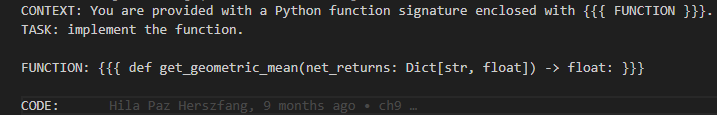 CONTEXT: You are provided with a Python function signature enclosed with {{{ FUNCTION }}}.
TASK: implement the function.
FUNCTION: {{{ def get_geometric_mean(net_returns: Dict[str, float]) -> float: }}}
CODE: Hila Paz Herszfang, 9 months ago • ch9 …